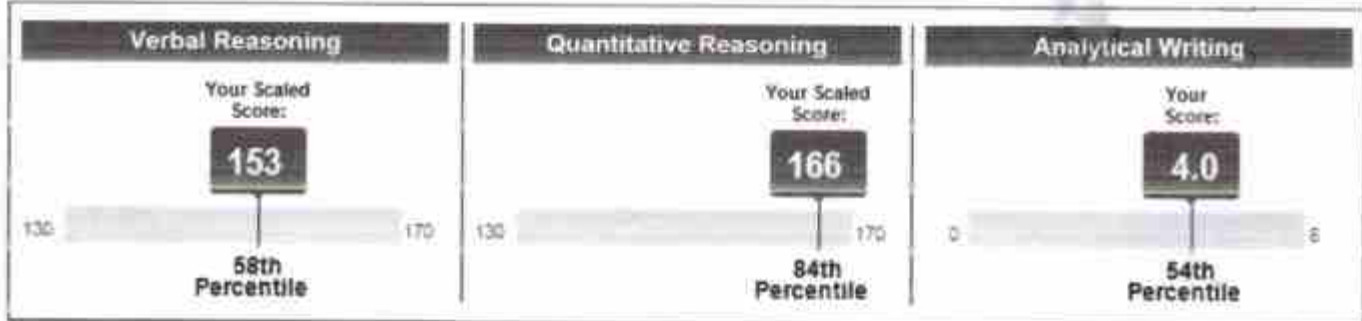 Verbal Reasoning
Your Scaled
Score:
153
130
170
58th
Percentile
Quantitative Reasoning
Your Scaled
Score:
166
130
170
84th
Percentile
Analytical Writing
Your
Score:
4.0
0
6
54th
Percentile